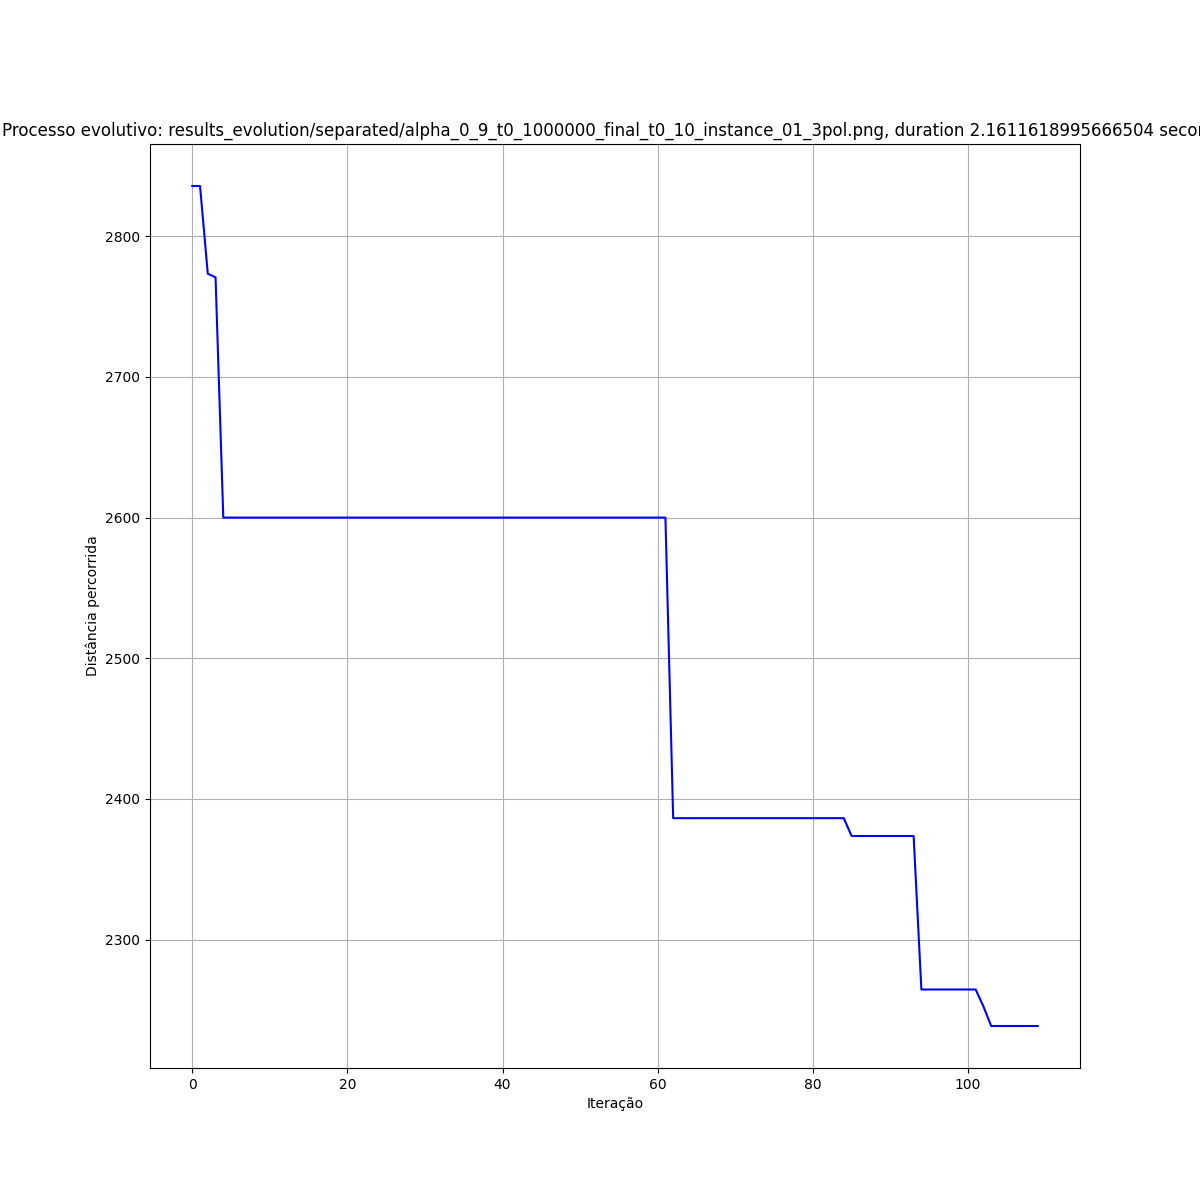 Processo evolutivo: results_evolution/separated/alpha_0_9_t0_1000000_final_t0_10_instance_01_3pol.png, duration 2.1611618995666504
2800
2700
2600
2500
2400
2300
Distância percorrida
0 20 40 60 80 100
Iteração